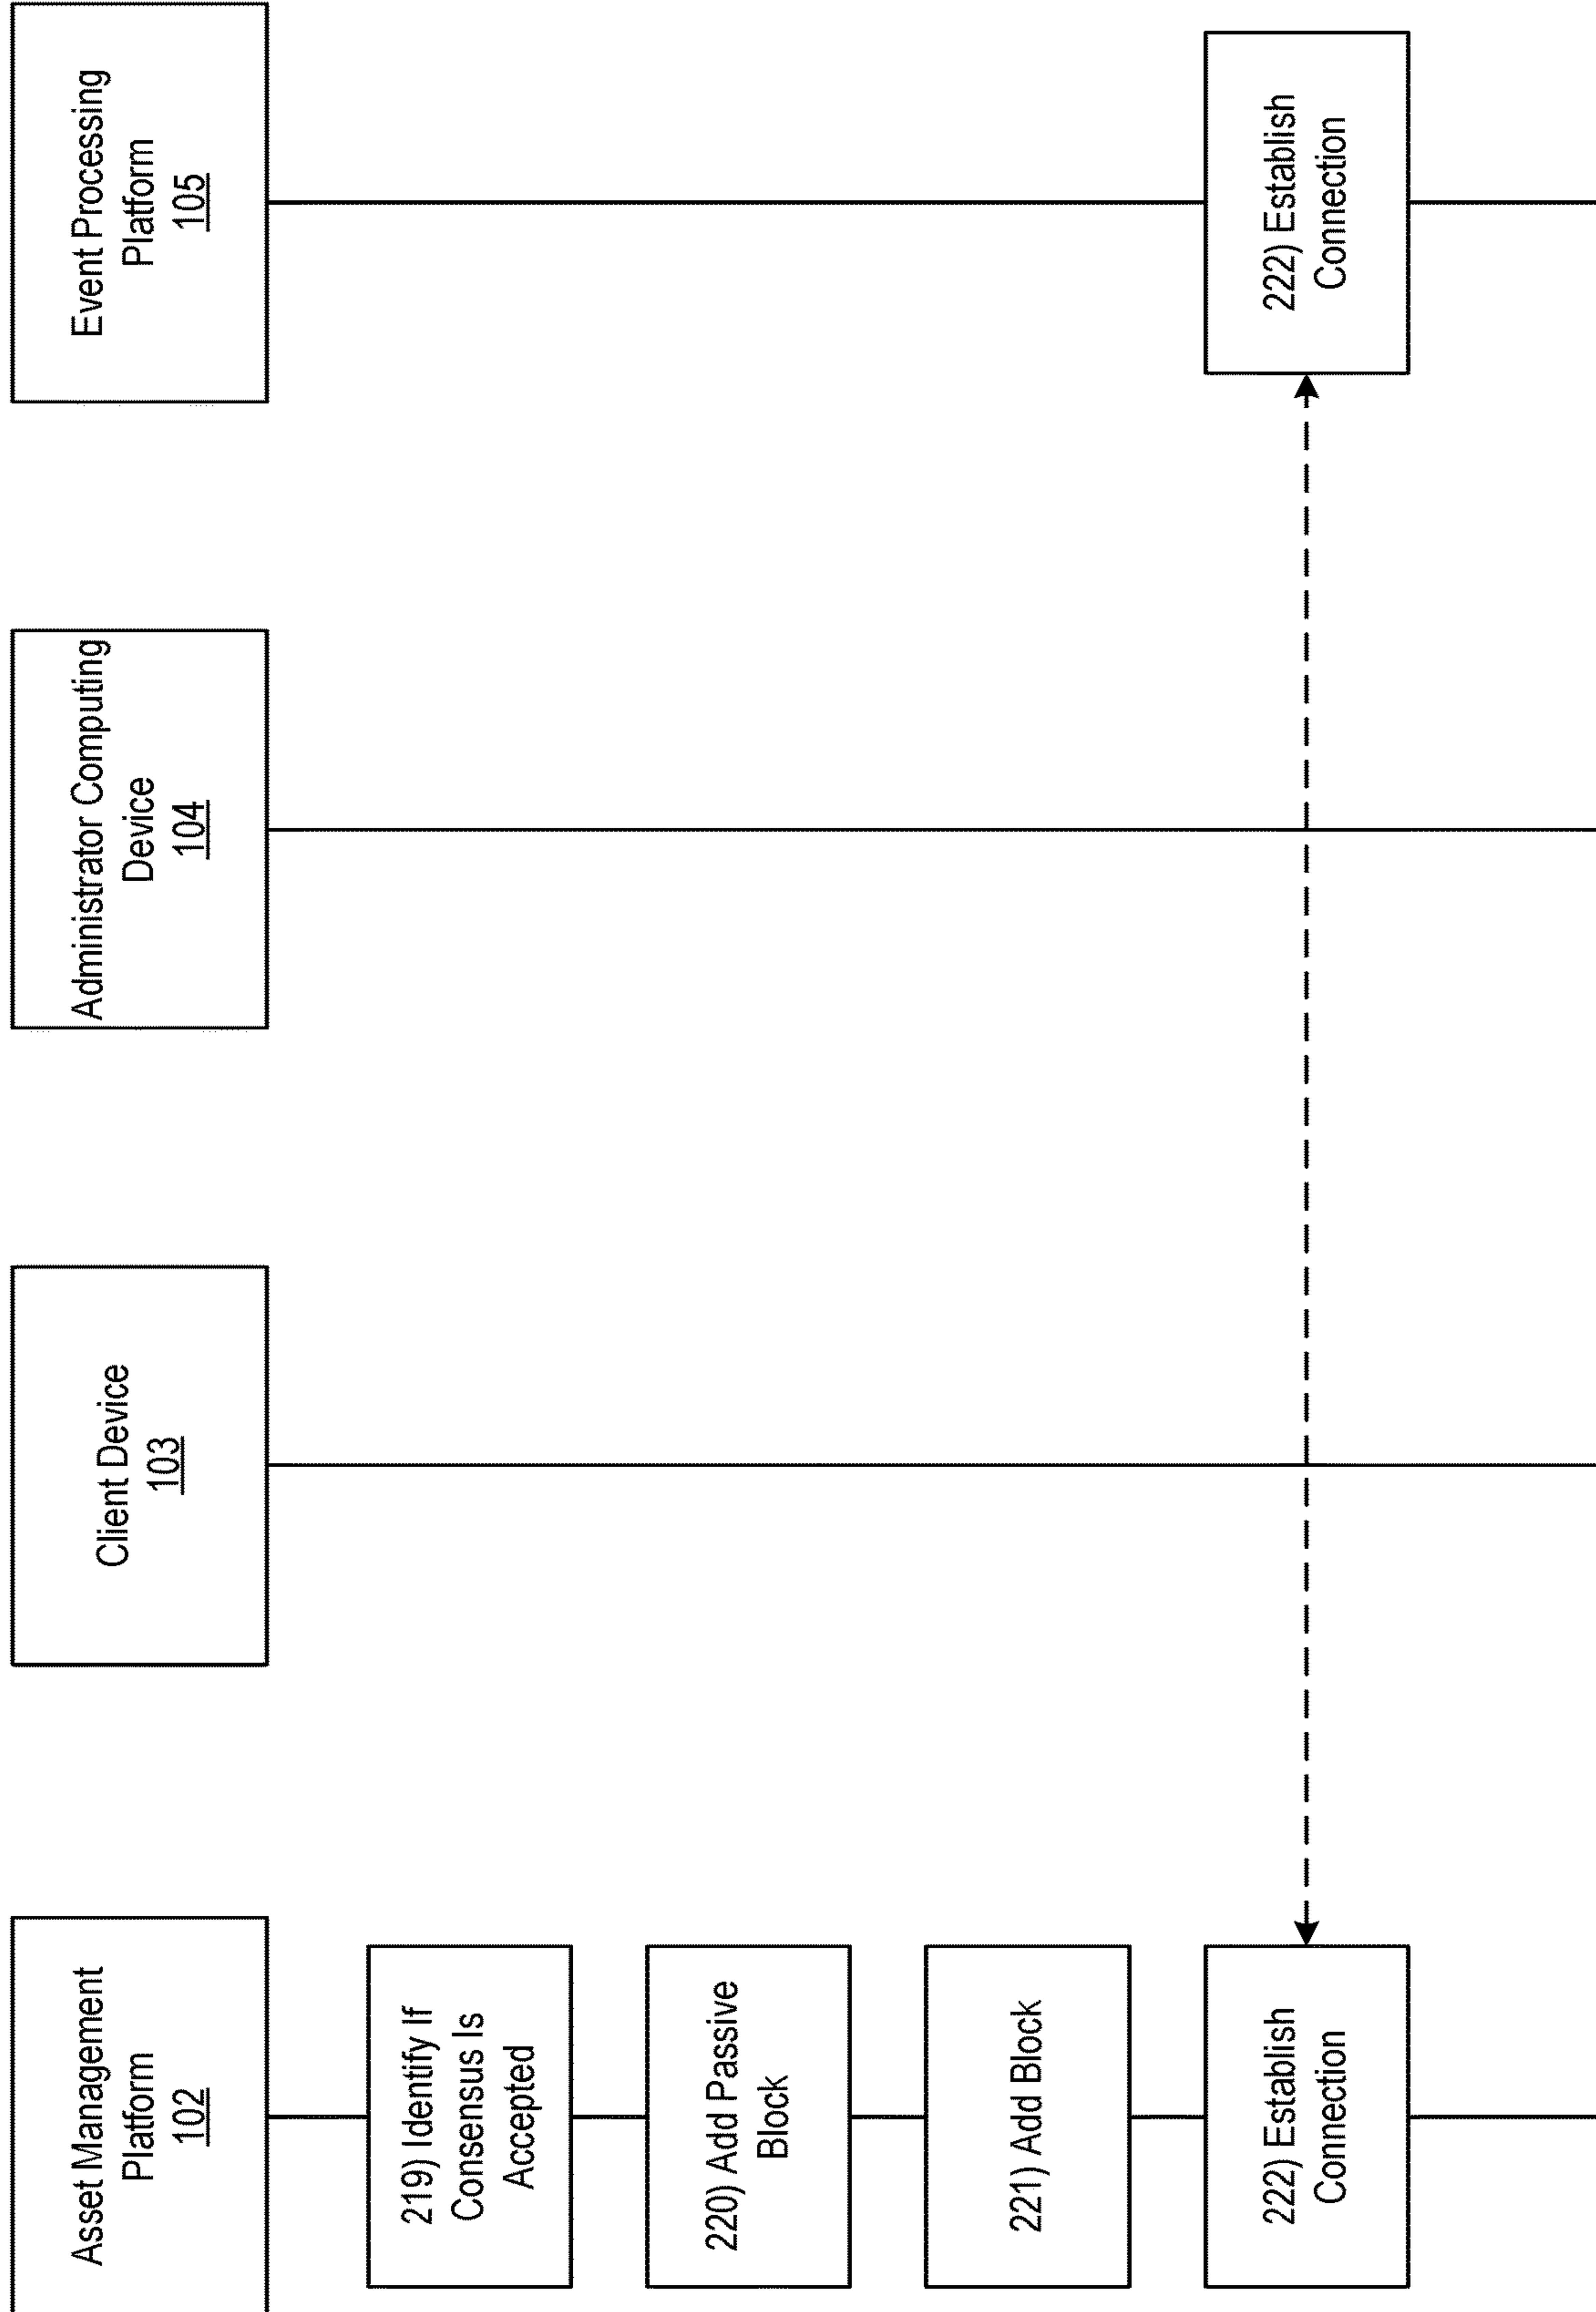 Asset Management
Platform
102
Client Device
103
Administrator Computing
Device
104
Event Processing
Platform
105
219) Identify If
Consensus Is
Accepted
220) Add Passive
Block
221) Add Block
222) Establish
Connection
222) Establish
Connection